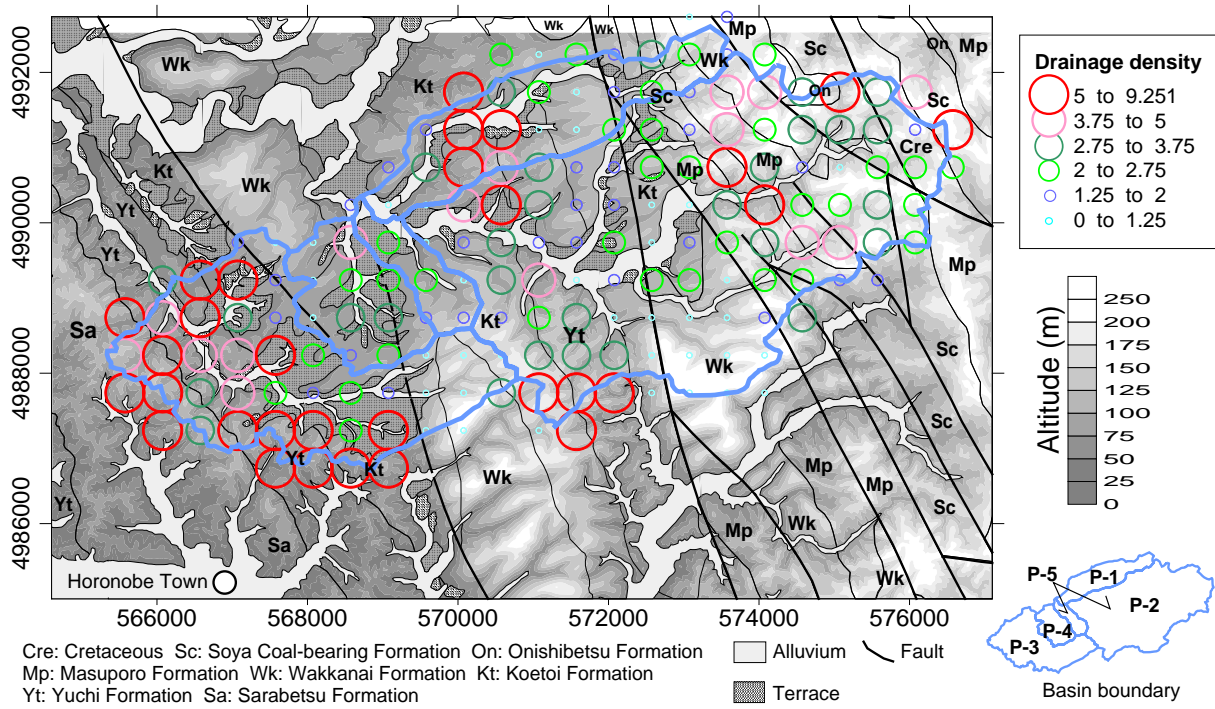 Wk
Wk
Wk
Mp
Sc
On
Mp
4992000
Wk
Kt
Wk
Sc
On
Sc
Cre
Kt
Wk
Mp
Mp
Kt
Yt
4990000
Yt
Mp
Sa
Kt
Yt
Wk
Sc
4988000
Sc
Yt
Kt
Wk
Mp
Mp
Yt
4986000
Sa
Mp
Wk
Sc
Wk
Horonobe Town
566000 568000 570000 572000 574000 576000
Drainage density
5 to 9.251
3.75 to 5
2.75 to 3.75
2 to 2.75
1.25 to 2
0 to 1.25
Altitude (m)
250
200
175
150
125
100
75
50
25
0
P-5 P-1
P-2
P-4
P-3
Basin boundary
Cre: Cretaceous Sc: Soya Coal-bearing Formation On: Onishibetsu Formation
Mp: Masuporo Formation Wk: Wakkanai Formation Kt: Koetoi Formation
Yt: Yuchi Formation Sa: Sarabetsu Formation
Alluvium
Fault
Terrace